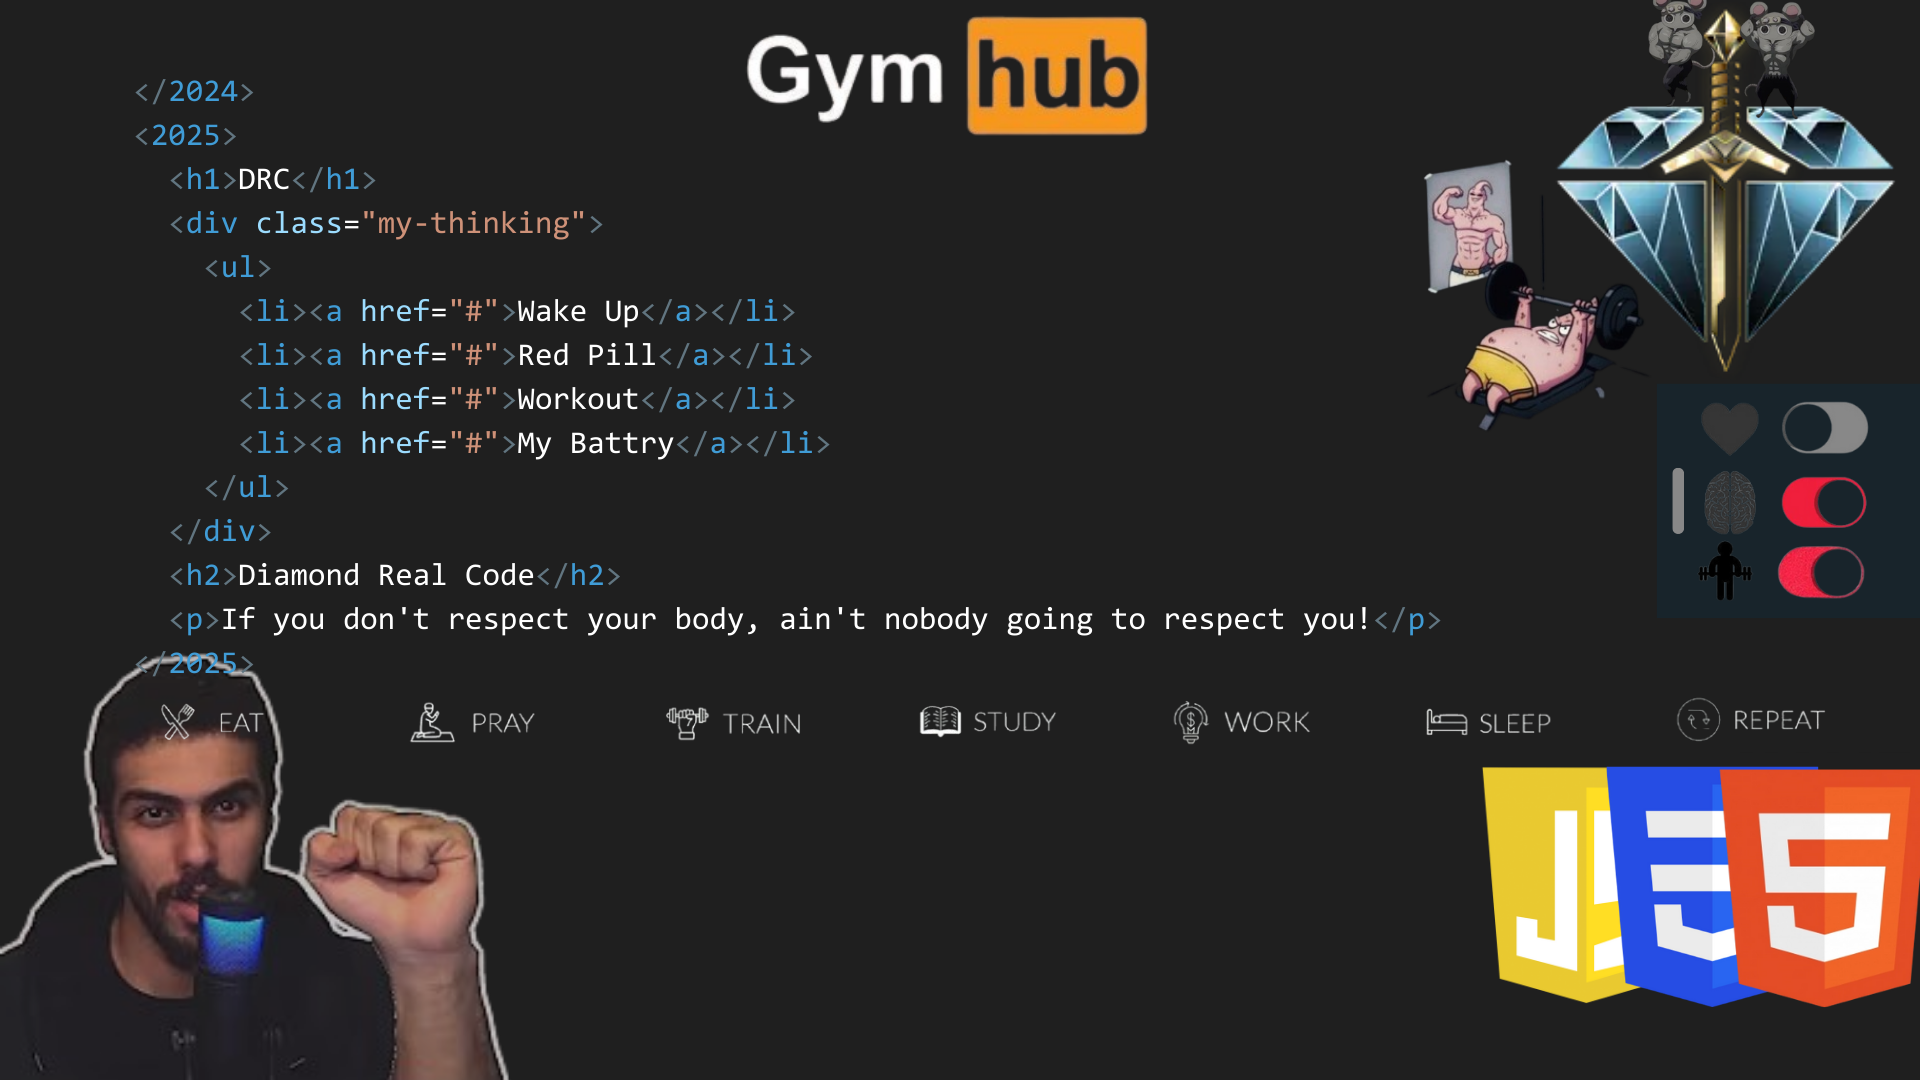 Gym hub
</2024>
<2025>
<h1>DRC</h1>
<div class="my-thinking">
<ul>
<li><a href="#">Wake Up</a></li>
<li><a href="#">Red Pill</a></li>
<li><a href="#">Workout</a></li>
<li><a href="#">My Battry</a></li>
</ul>
</div>
<h2>Diamond Real Code</h2>
<p>If you don't respect your body, ain't nobody going to respect you!</p>
</2025>
EAT PRAY TRAIN STUDY WORK SLEEP REPEAT
JS 3 5